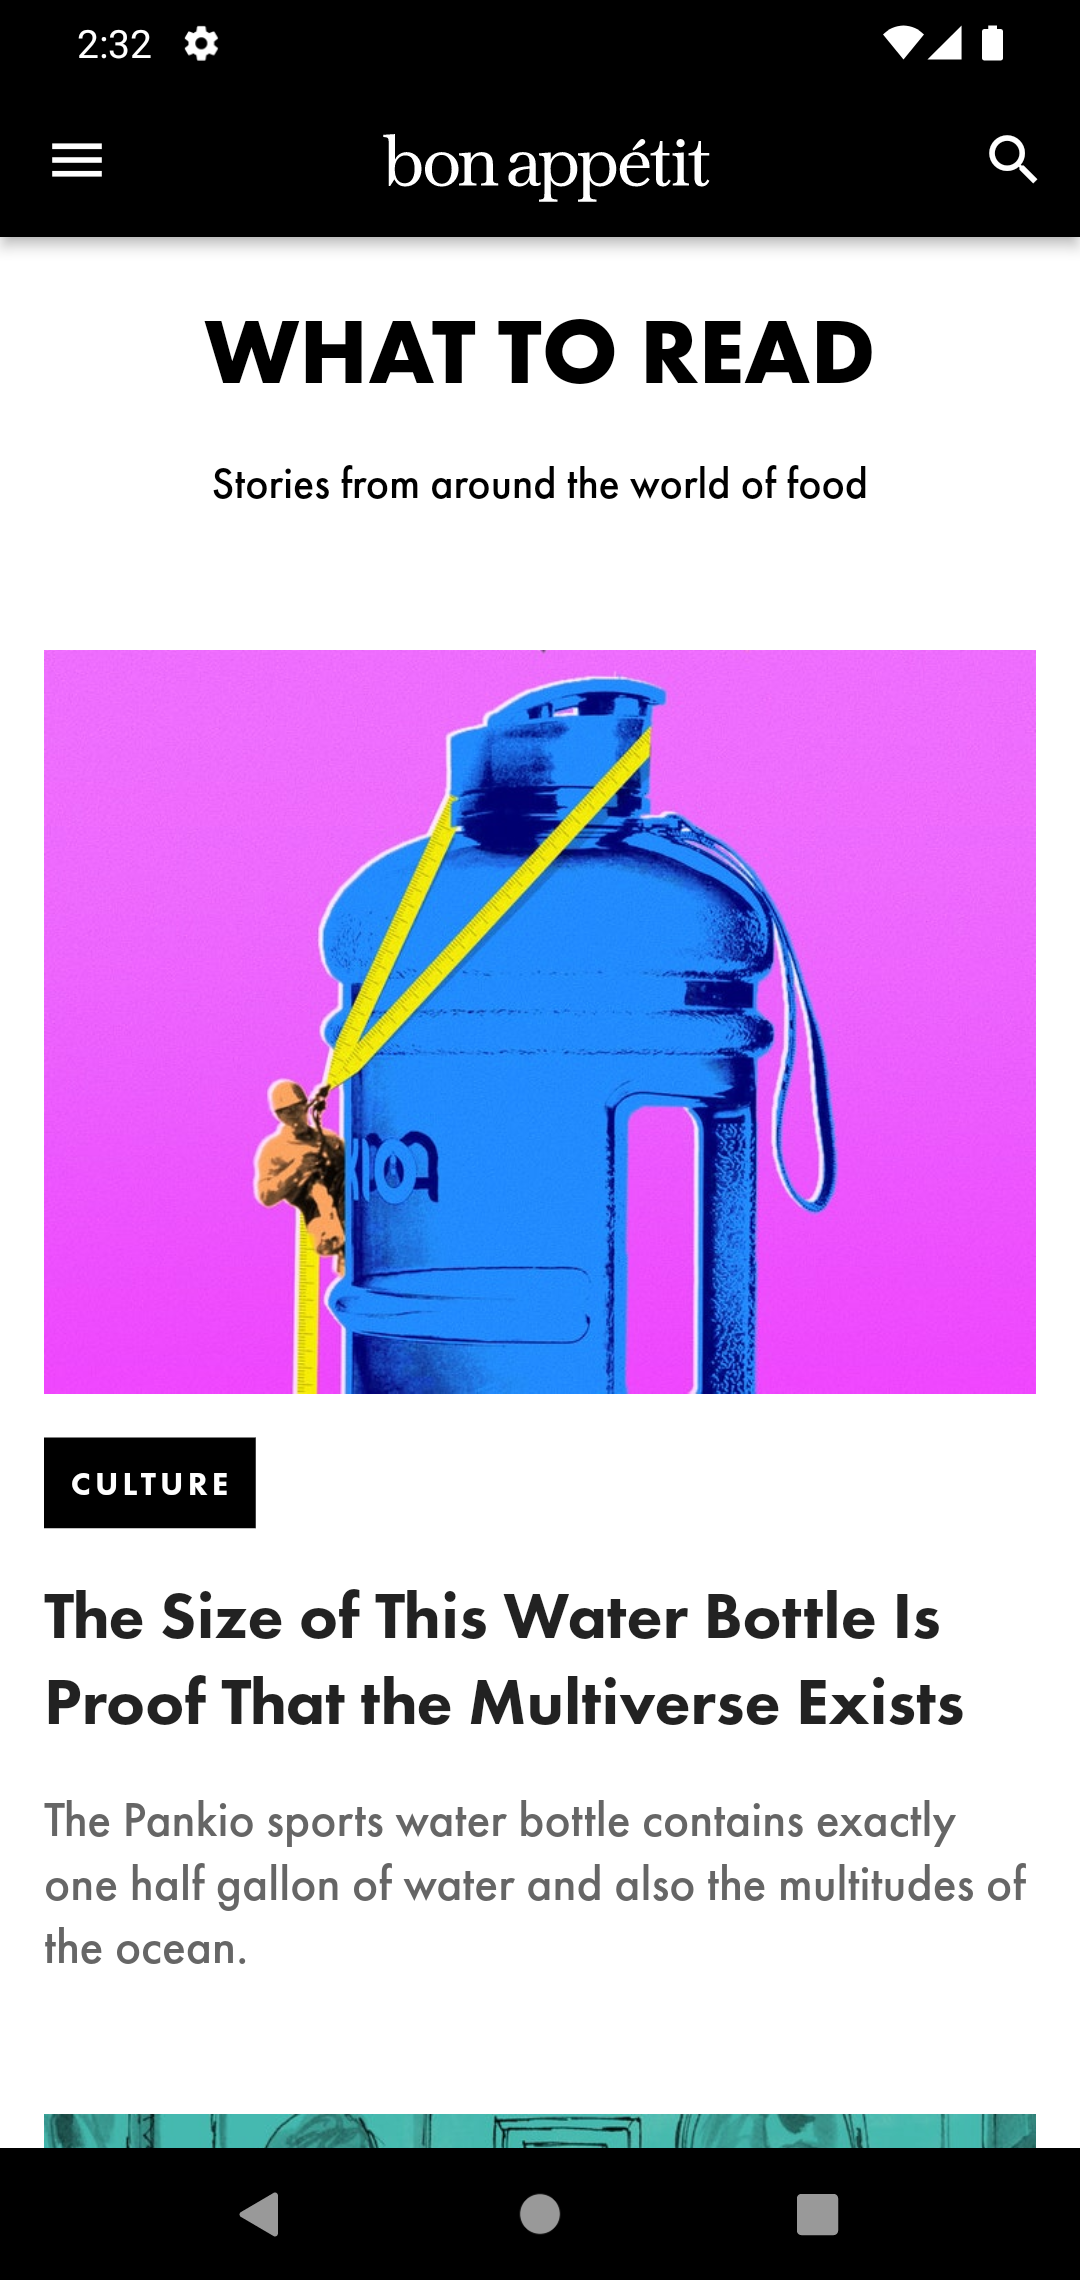 2:32
bon appétit
WHAT TO READ
Stories from around the world of food
CULTURE
The Size of This Water Bottle Is
Proof That the Multiverse Exists
The Pankio sports water bottle contains exactly
one half gallon of water and also the multitudes of
the ocean.